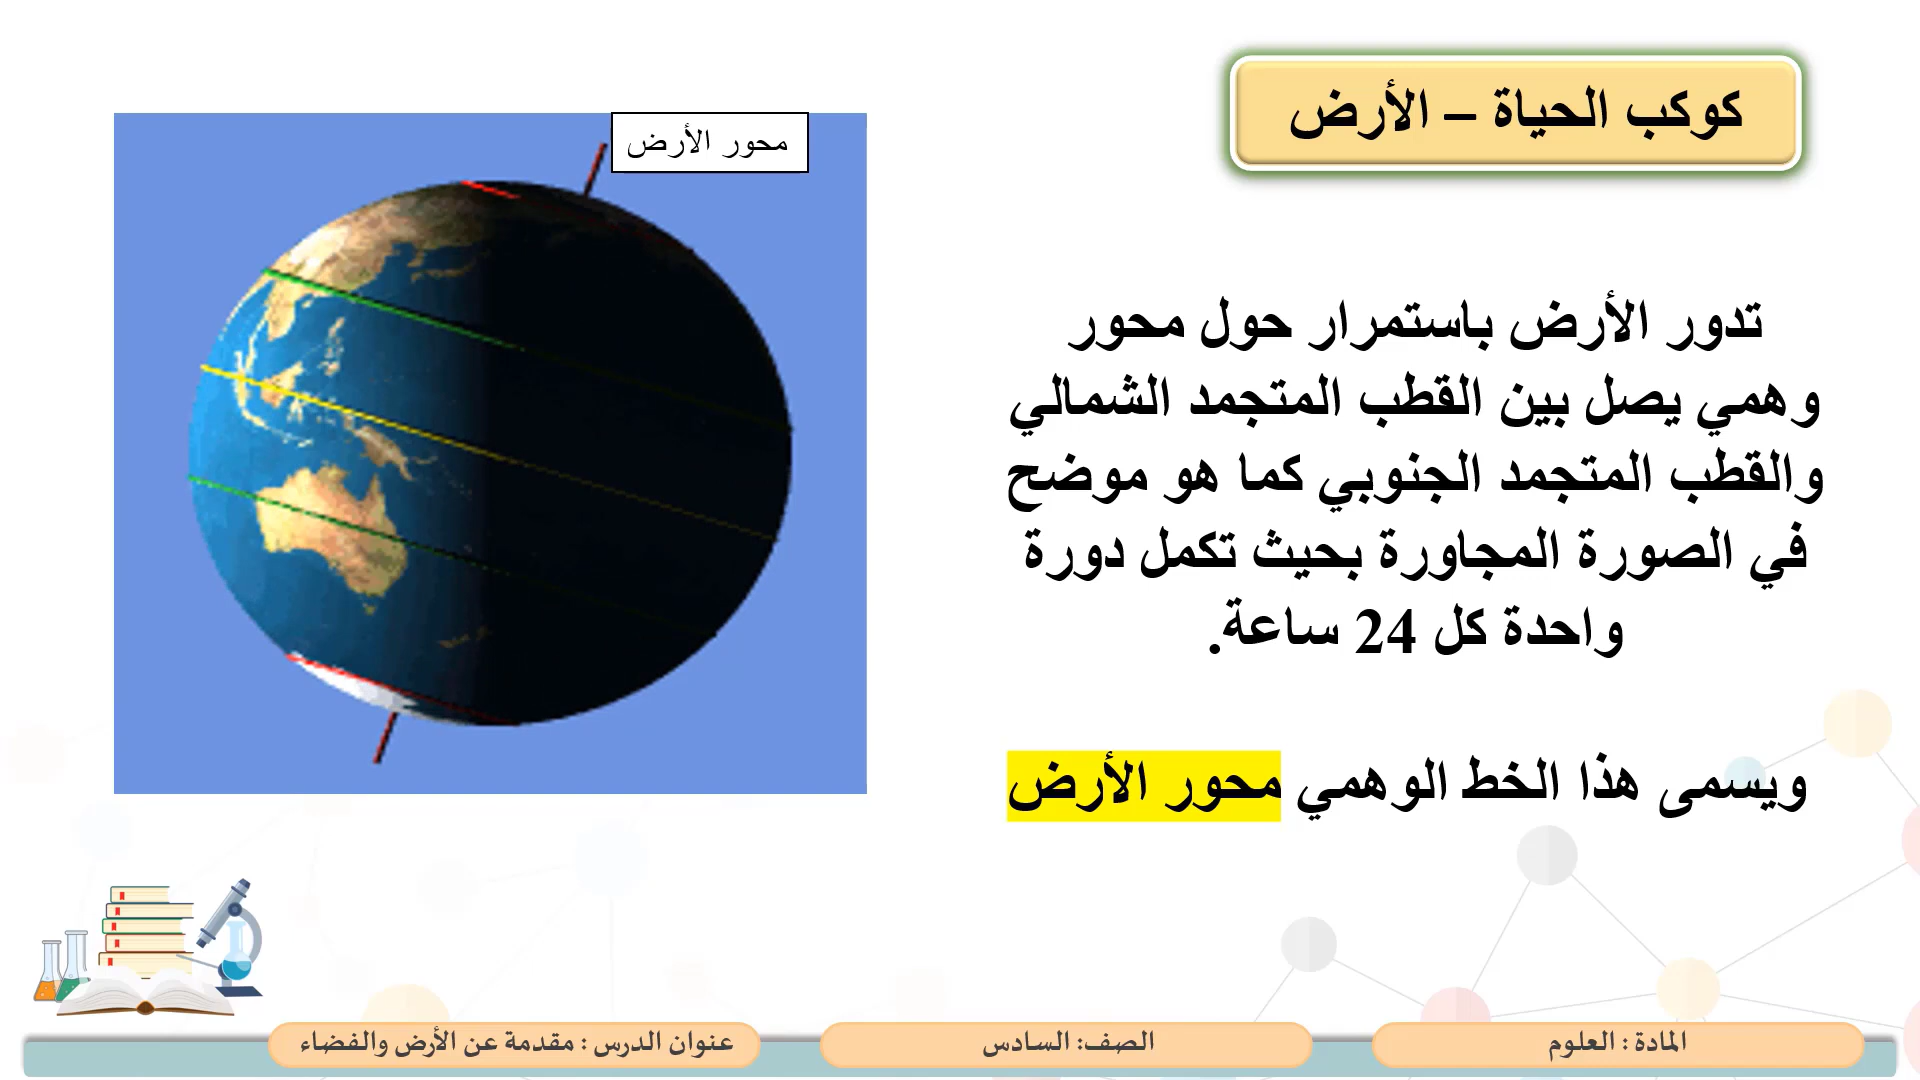 كوكب الحياة – الأرض
محور الأرض
تدور الأرض باستمرار حول محور
وهمي يصل بين القطب المتجمد الشمالي
والقطب المتجمد الجنوبي كما هو موضح
في الصورة المجاورة بحيث تكمل دورة
واحدة كل 24 ساعة.
ويسمى هذا الخط الوهمي محور الأرض
المادة : العلوم
الصف: السادس
عنوان الدرس : مقدمة عن الأرض والفضاء